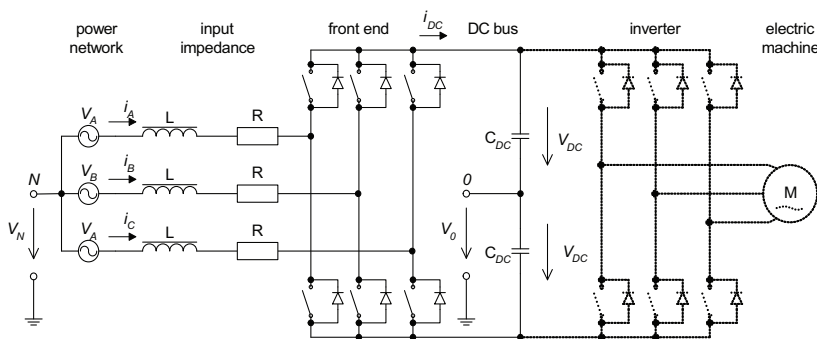 power network
input impedance
front end
i_DC
DC bus
inverter
electric machine
V_A
i_A
L
R
C_DC
V_DC
N
V_B
i_B
L
R
0
M
V_N
V_A
i_C
L
R
V_0
C_DC
V_DC